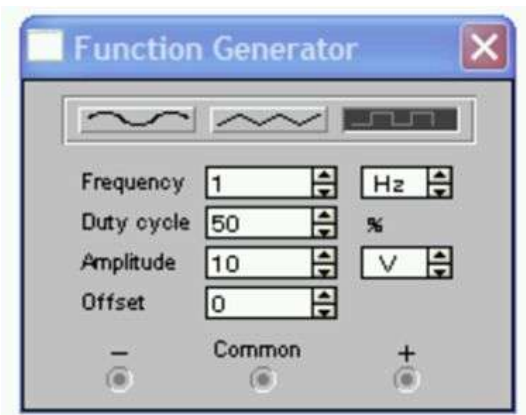 Function Generator
Frequency 1 Hz
Duty cycle 50 %
Amplitude 10 V
Offset 0
− Common +